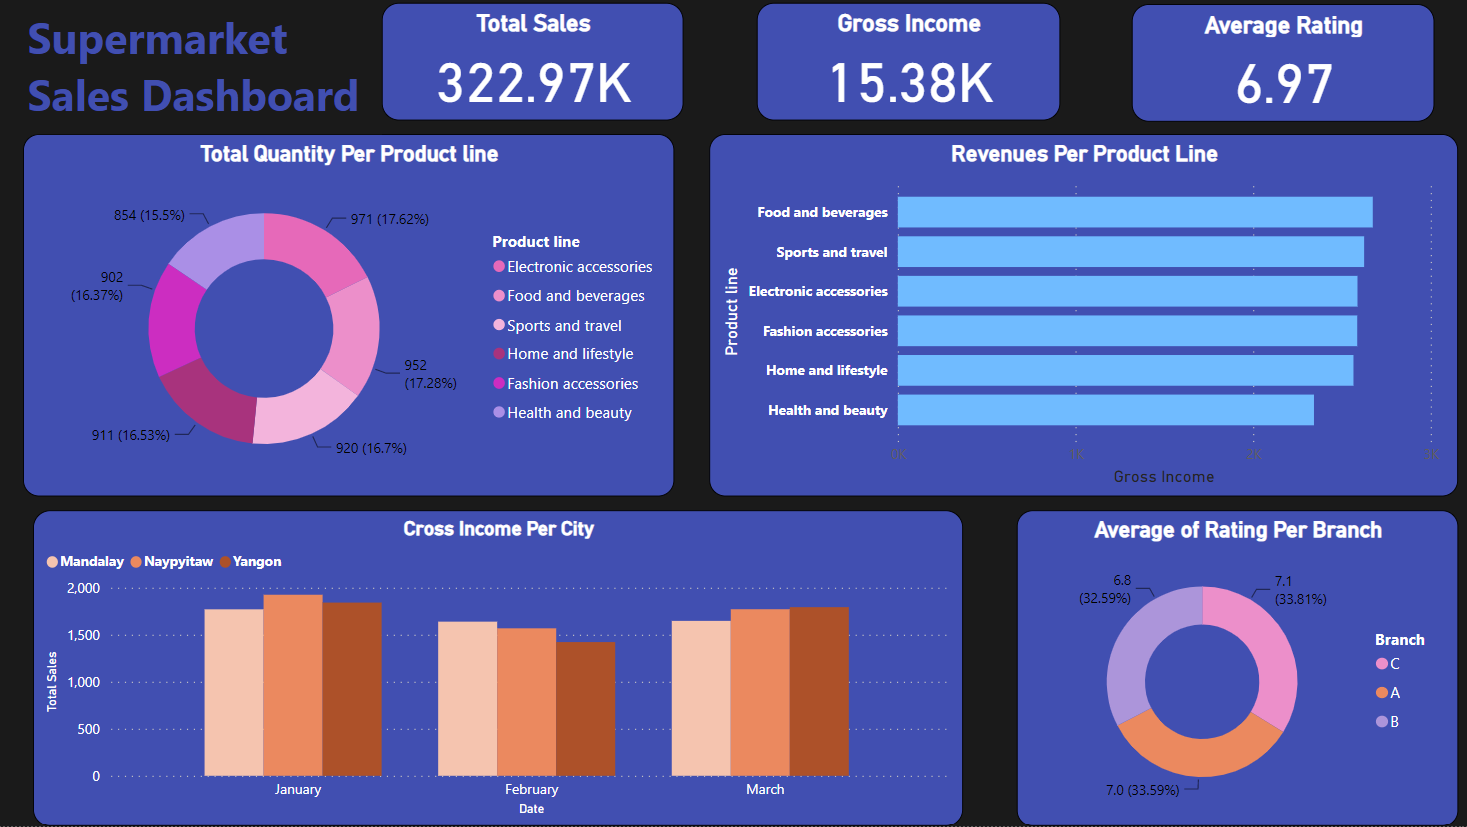 Supermarket
Sales Dashboard
Total Sales
322.97K
Gross Income
15.38K
Average Rating
6.97
Total Quantity Per Product line
854 (15.5%)
971 (17.62%)
902
(16.37%)
952
(17.28%)
911 (16.53%)
920 (16.7%)
Product line
Electronic accessories
Food and beverages
Sports and travel
Home and lifestyle
Fashion accessories
Health and beauty
Revenues Per Product Line
Product line
Food and beverages
Sports and travel
Electronic accessories
Fashion accessories
Home and lifestyle
Health and beauty
0K
1K
2K
3K
Gross Income
Cross Income Per City
Mandalay
Naypyitaw
Yangon
Total Sales
2,000
1,500
1,000
500
0
January
February
March
Date
Average of Rating Per Branch
6.8
(32.59%)
7.1
(33.81%)
7.0 (33.59%)
Branch
C
A
B